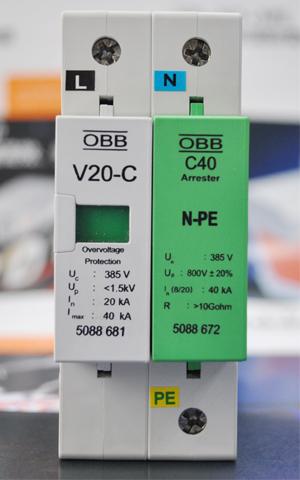 L
N
OBB
V20-C
Overvoltage
Protection
Uc : 385 V
Up : <1.5kV
In : 20 kA
Imax : 40 kA
5088 681
OBB
C40
Arrester
N-PE
Un : 385 V
UP : 800V ± 20%
In (8/20) : 40 kA
R : >10Gohm
5088 672
PE